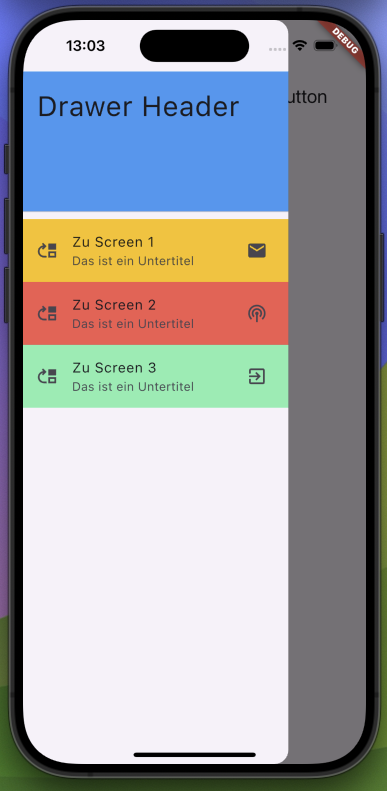 13:03
DEBUG
Drawer Header
utton
Zu Screen 1
Das ist ein Untertitel
Zu Screen 2
Das ist ein Untertitel
Zu Screen 3
Das ist ein Untertitel